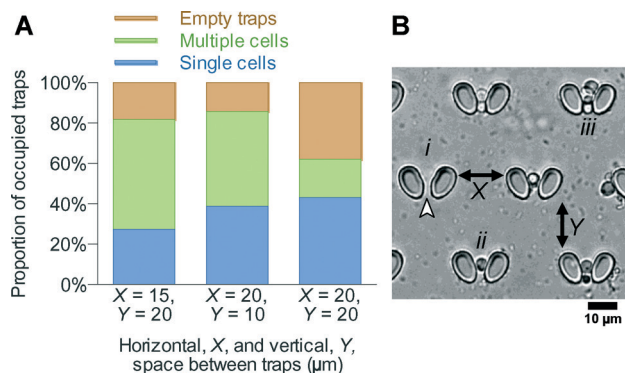 A
Empty traps
Multiple cells
Single cells
Proportion of occupied traps
100%
80%
60%
40%
20%
0%
X = 15,
Y = 20
X = 20,
Y = 10
X = 20,
Y = 20
Horizontal, X, and vertical, Y,
space between traps (µm)
B
i
ii
iii
X
Y
10 µm